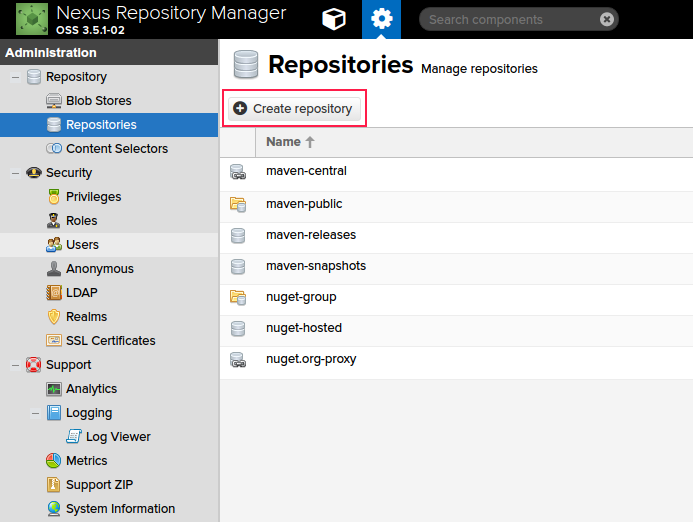 Nexus Repository Manager
OSS 3.5.1-02
Search components
Administration
Repository
Blob Stores
Repositories
Content Selectors
Security
Privileges
Roles
Users
Anonymous
LDAP
Realms
SSL Certificates
Support
Analytics
Logging
Log Viewer
Metrics
Support ZIP
System Information
Repositories Manage repositories
Create repository
Name
maven-central
maven-public
maven-releases
maven-snapshots
nuget-group
nuget-hosted
nuget.org-proxy